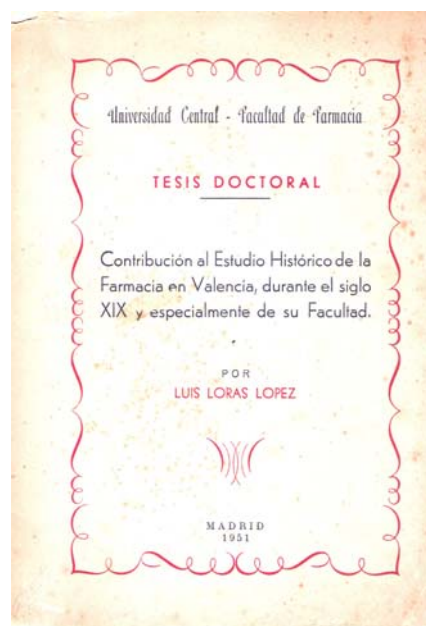 Universidad Central - Facultad de Farmacia
TESIS DOCTORAL
Contribución al Estudio Histórico de la
Farmacia en Valencia, durante el siglo
XIX y especialmente de su Facultad.
POR
LUIS LORAS LOPEZ
MADRID
1951